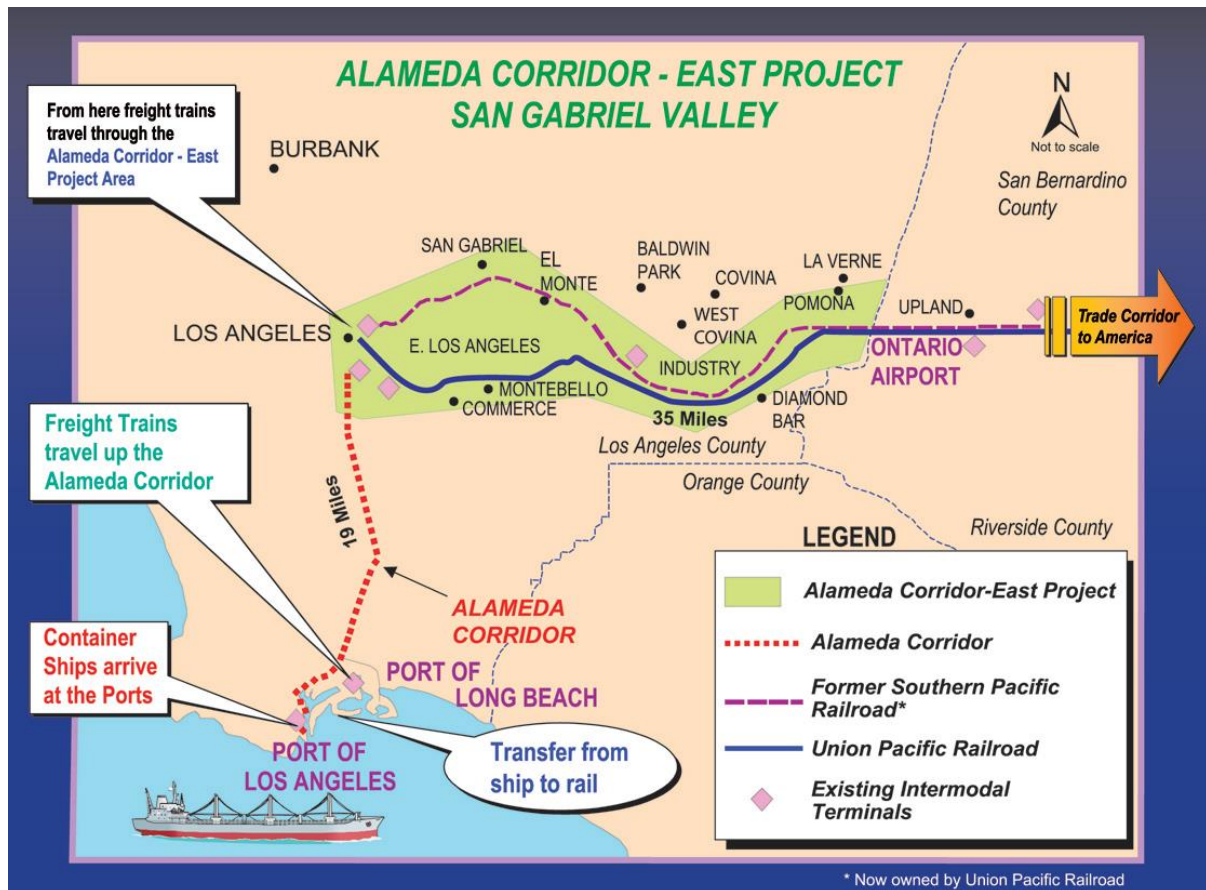 ALAMEDA CORRIDOR - EAST PROJECT
SAN GABRIEL VALLEY
N
Not to scale
From here freight trains
travel through the
Alameda Corridor - East
Project Area
BURBANK
San Bernardino
County
SAN GABRIEL
EL
MONTE
BALDWIN
PARK
COVINA
LA VERNE
POMONA
UPLAND
WEST
COVINA
Trade Corridor
to America
LOS ANGELES
E. LOS ANGELES
INDUSTRY
ONTARIO
AIRPORT
MONTEBELLO
COMMERCE
35 Miles
DIAMOND
BAR
Los Angeles County
Orange County
Riverside County
Freight Trains
travel up the
Alameda Corridor
19 Miles
ALAMEDA
CORRIDOR
Container
Ships arrive
at the Ports
PORT OF
LONG BEACH
PORT OF
LOS ANGELES
Transfer from
ship to rail
LEGEND
Alameda Corridor-East Project
Alameda Corridor
Former Southern Pacific
Railroad*
Union Pacific Railroad
Existing Intermodal
Terminals
* Now owned by Union Pacific Railroad